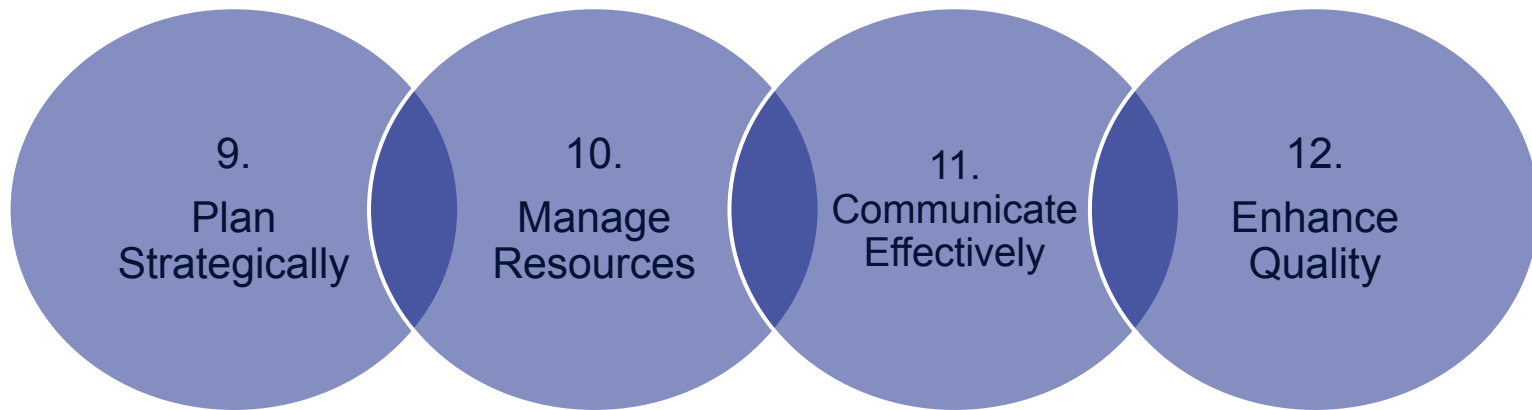 9.
Plan
Strategically
10.
Manage
Resources
11.
Communicate
Effectively
12.
Enhance
Quality